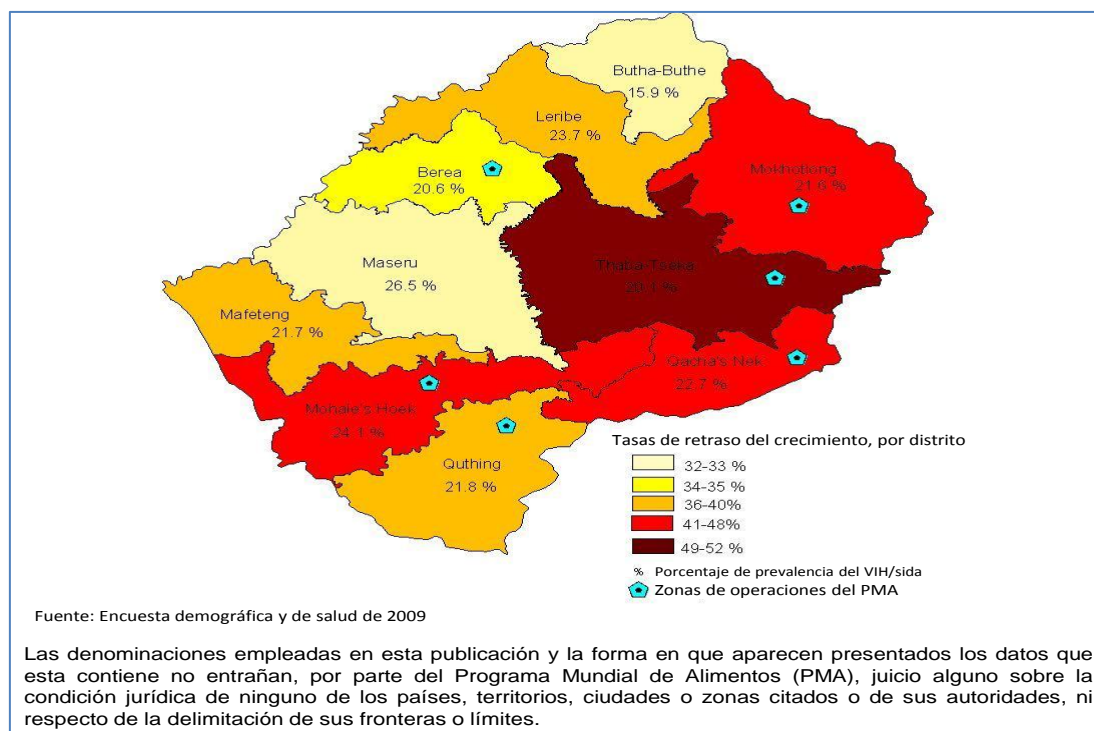 Butha-Buthe
15.9 %
Leribe
23.7 %
Mokhotlong
21.6 %
Berea
20.6 %
Thaba-Tseka
20.1 %
Maseru
26.5 %
Mafeteng
21.7 %
Qacha's Nek
22.7 %
Mohale's Hoek
24.1 %
Quthing
21.8 %
Tasas de retraso del crecimiento, por distrito
32-33 %
34-35 %
36-40%
41-48%
49-52 %
% Porcentaje de prevalencia del VIH/sida
Zonas de operaciones del PMA
Fuente: Encuesta demográfica y de salud de 2009
Las denominaciones empleadas en esta publicación y la forma en que aparecen presentados los datos que
esta contiene no entrañan, por parte del Programa Mundial de Alimentos (PMA), juicio alguno sobre la
condición jurídica de ninguno de los países, territorios, ciudades o zonas citados o de sus autoridades, ni
respecto de la delimitación de sus fronteras o límites.